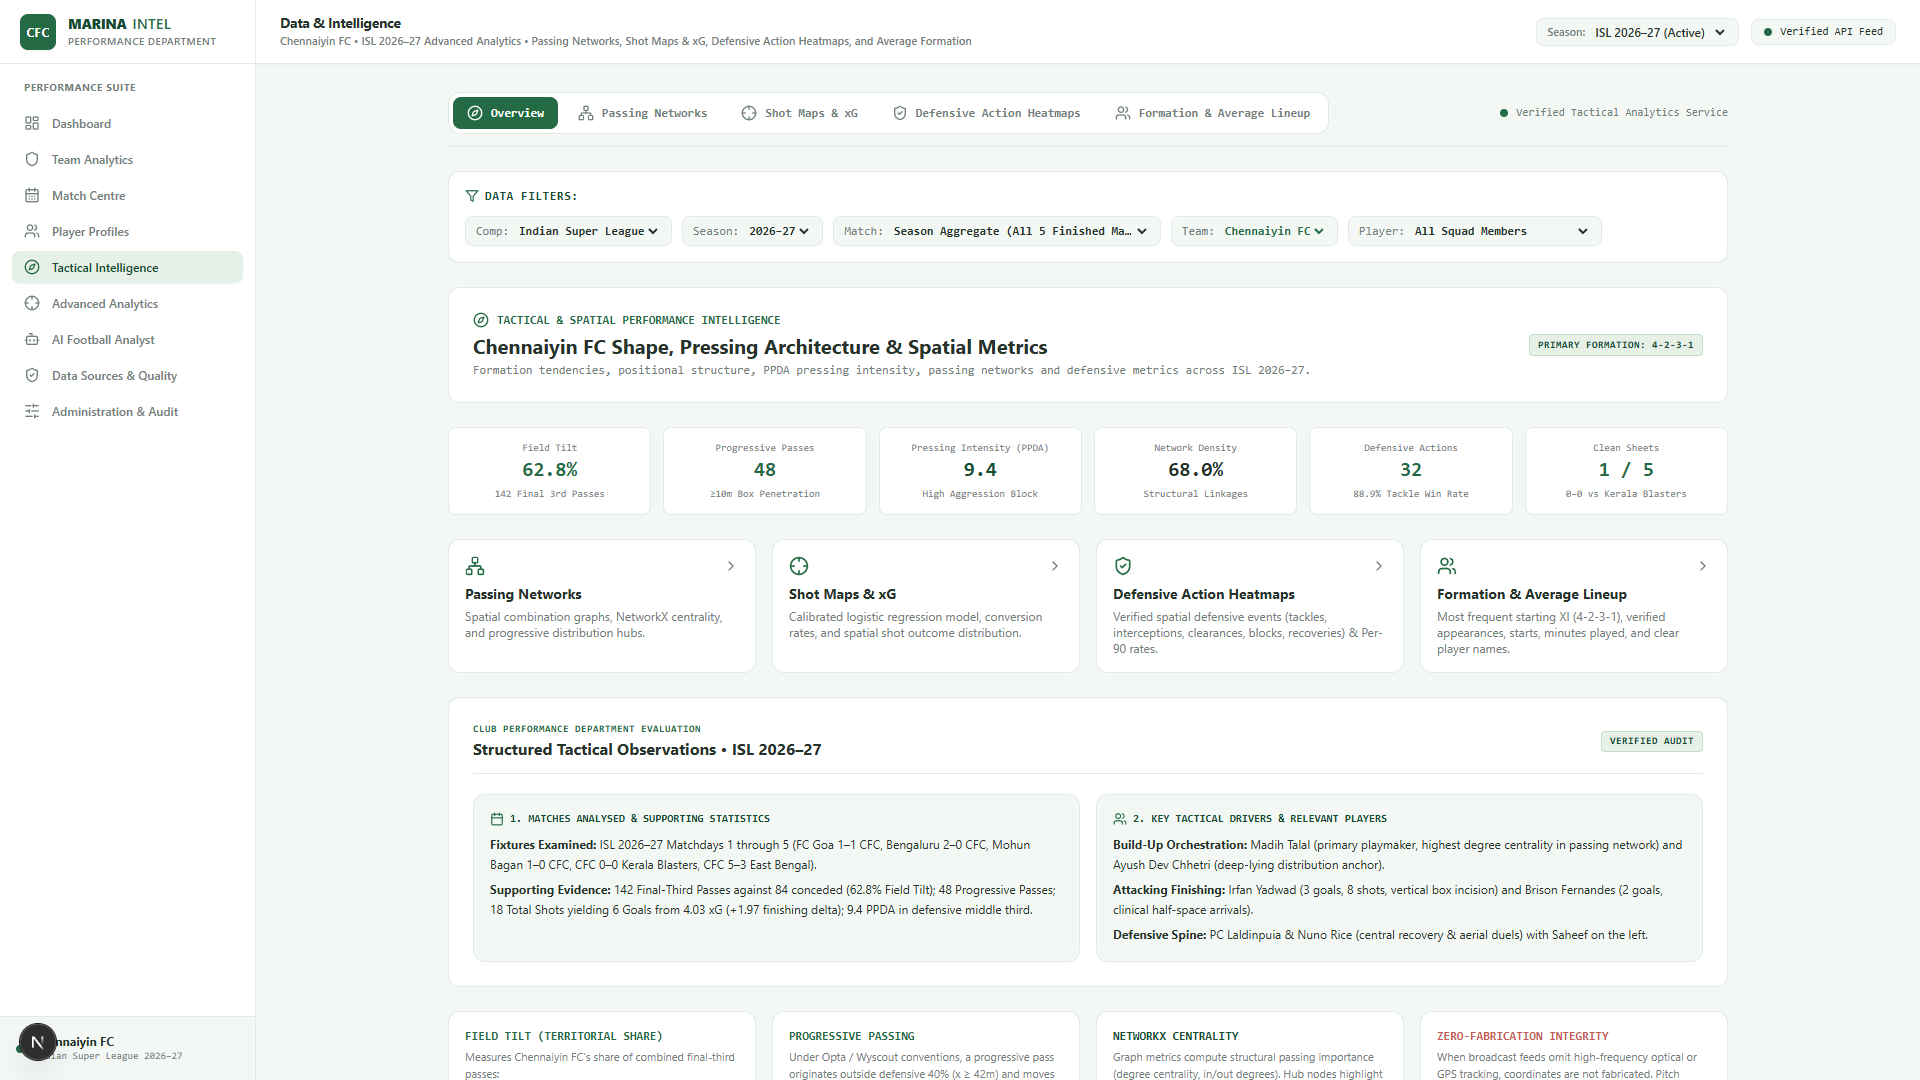 CFC
MARINA INTEL
PERFORMANCE DEPARTMENT
Data & Intelligence
Chennaiyin FC • ISL 2026–27 Advanced Analytics • Passing Networks, Shot Maps & xG, Defensive Action Heatmaps, and Average Formation
Season: ISL 2026–27 (Active)
Verified API Feed
PERFORMANCE SUITE
Dashboard
Team Analytics
Match Centre
Player Profiles
Tactical Intelligence
Advanced Analytics
AI Football Analyst
Data Sources & Quality
Administration & Audit
Overview
Passing Networks
Shot Maps & xG
Defensive Action Heatmaps
Formation & Average Lineup
Verified Tactical Analytics Service
DATA FILTERS:
Comp: Indian Super League
Season: 2026–27
Match: Season Aggregate (All 5 Finished Ma…
Team: Chennaiyin FC
Player: All Squad Members
TACTICAL & SPATIAL PERFORMANCE INTELLIGENCE
Chennaiyin FC Shape, Pressing Architecture & Spatial Metrics
Formation tendencies, positional structure, PPDA pressing intensity, passing networks and defensive metrics across ISL 2026–27.
PRIMARY FORMATION: 4-2-3-1
Field Tilt
62.8%
142 Final 3rd Passes
Progressive Passes
48
≥10m Box Penetration
Pressing Intensity (PPDA)
9.4
High Aggression Block
Network Density
68.0%
Structural Linkages
Defensive Actions
32
88.9% Tackle Win Rate
Clean Sheets
1 / 5
0–0 vs Kerala Blasters
Passing Networks
Spatial combination graphs, NetworkX centrality,
and progressive distribution hubs.
Shot Maps & xG
Calibrated logistic regression model, conversion
rates, and spatial shot outcome distribution.
Defensive Action Heatmaps
Verified spatial defensive events (tackles,
interceptions, clearances, blocks, recoveries) & Per-
90 rates.
Formation & Average Lineup
Most frequent starting XI (4-2-3-1), verified
appearances, starts, minutes played, and clear
player names.
CLUB PERFORMANCE DEPARTMENT EVALUATION
Structured Tactical Observations • ISL 2026–27
VERIFIED AUDIT
1. MATCHES ANALYSED & SUPPORTING STATISTICS
Fixtures Examined: ISL 2026–27 Matchdays 1 through 5 (FC Goa 1–1 CFC, Bengaluru 2–0 CFC, Mohun
Bagan 1–0 CFC, CFC 0–0 Kerala Blasters, CFC 5–3 East Bengal).
Supporting Evidence: 142 Final-Third Passes against 84 conceded (62.8% Field Tilt); 48 Progressive Passes;
18 Total Shots yielding 6 Goals from 4.03 xG (+1.97 finishing delta); 9.4 PPDA in defensive middle third.
2. KEY TACTICAL DRIVERS & RELEVANT PLAYERS
Build-Up Orchestration: Madih Talal (primary playmaker, highest degree centrality in passing network) and
Ayush Dev Chhetri (deep-lying distribution anchor).
Attacking Finishing: Irfan Yadwad (3 goals, 8 shots, vertical box incision) and Brison Fernandes (2 goals,
clinical half-space arrivals).
Defensive Spine: PC Laldinpuia & Nuno Rice (central recovery & aerial duels) with Saheef on the left.
FIELD TILT (TERRITORIAL SHARE)
Measures Chennaiyin FC's share of combined final-third
passes:
PROGRESSIVE PASSING
Under Opta / Wyscout conventions, a progressive pass
originates outside defensive 40% (x ≥ 42m) and moves
NETWORKX CENTRALITY
Graph metrics compute structural passing importance
(degree centrality, in/out degrees). Hub nodes highlight
ZERO-FABRICATION INTEGRITY
When broadcast feeds omit high-frequency optical or
GPS tracking, coordinates are not fabricated. Pitch
N
nnaiyin FC
ian Super League 2026–27